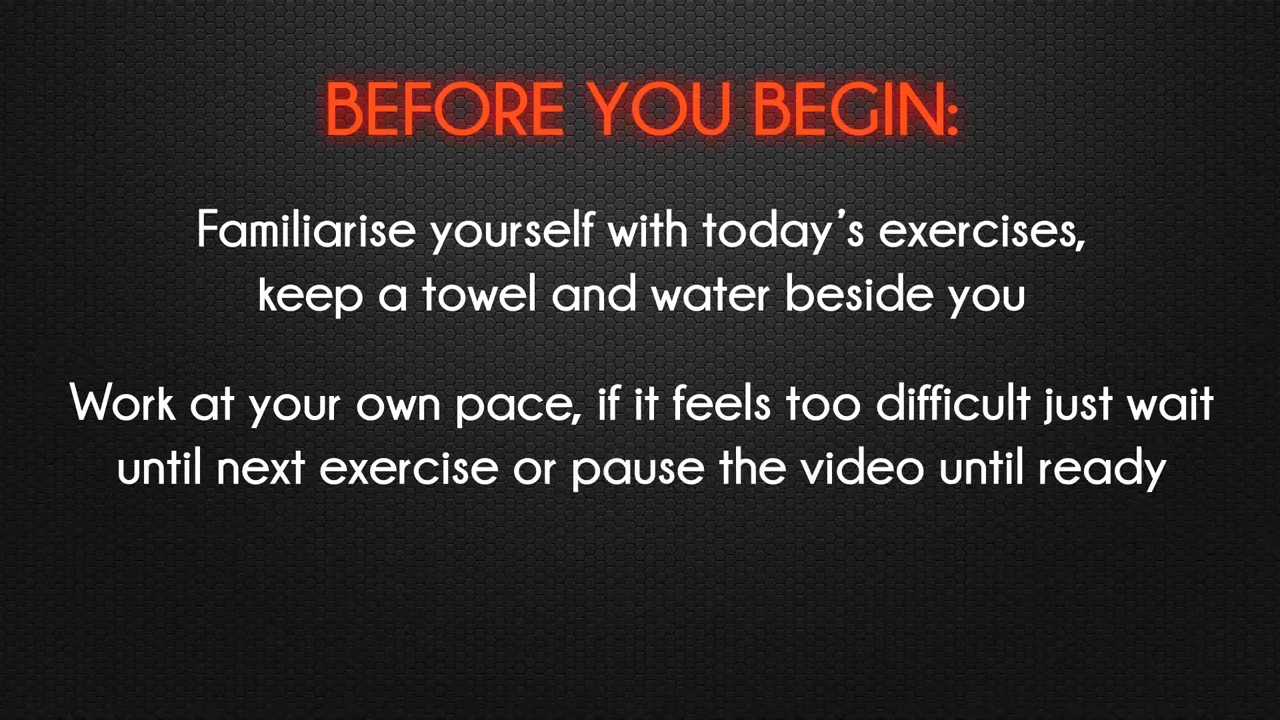 BEFORE YOU BEGIN:
Familiarise yourself with today's exercises,
keep a towel and water beside you
Work at your own pace, if it feels too difficult just wait
until next exercise or pause the video until ready